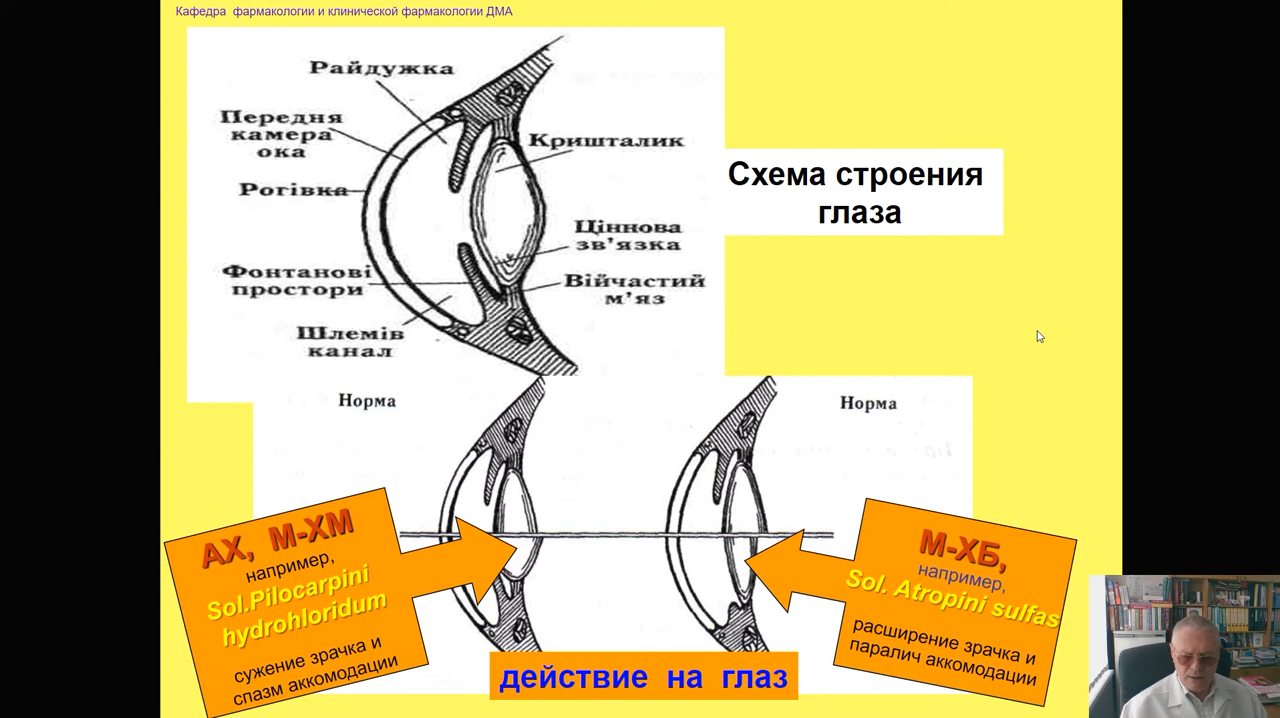 Кафедра фармакологии и клинической фармакологии ДМА
Райдужка
Передня
камера
ока
Рогівка
Кришталик
Ціннова
зв’язка
Фонтанові
простори
Війчастий
м’яз
Шлемів
канал
Схема строения
глаза
Норма
Норма
АХ, М-ХМ
например,
Sol.Pilocarpini
hydrohloridum
сужение зрачка и
спазм аккомодации
М-ХБ,
например,
Sol. Atropini sulfas
расширение зрачка и
паралич аккомодации
действие на глаз